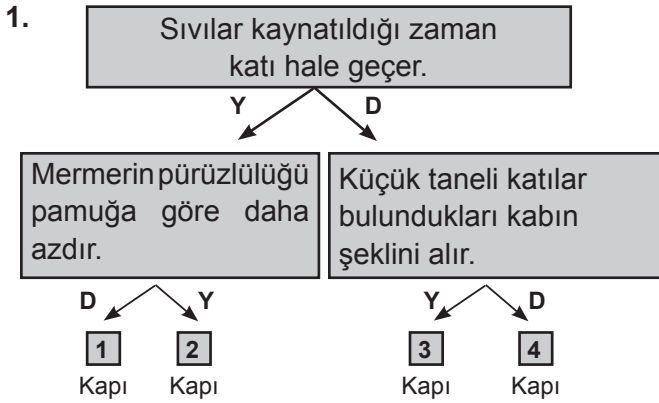 1.
Sıvılar kaynatıldığı zaman
katı hale geçer.
Y D
Mermerin pürüzlülüğü
pamuğa göre daha
azdır.
Küçük taneli katılar
bulundukları kabın
şeklini alır.
D Y Y D
1 2 3 4
Kapı Kapı Kapı Kapı